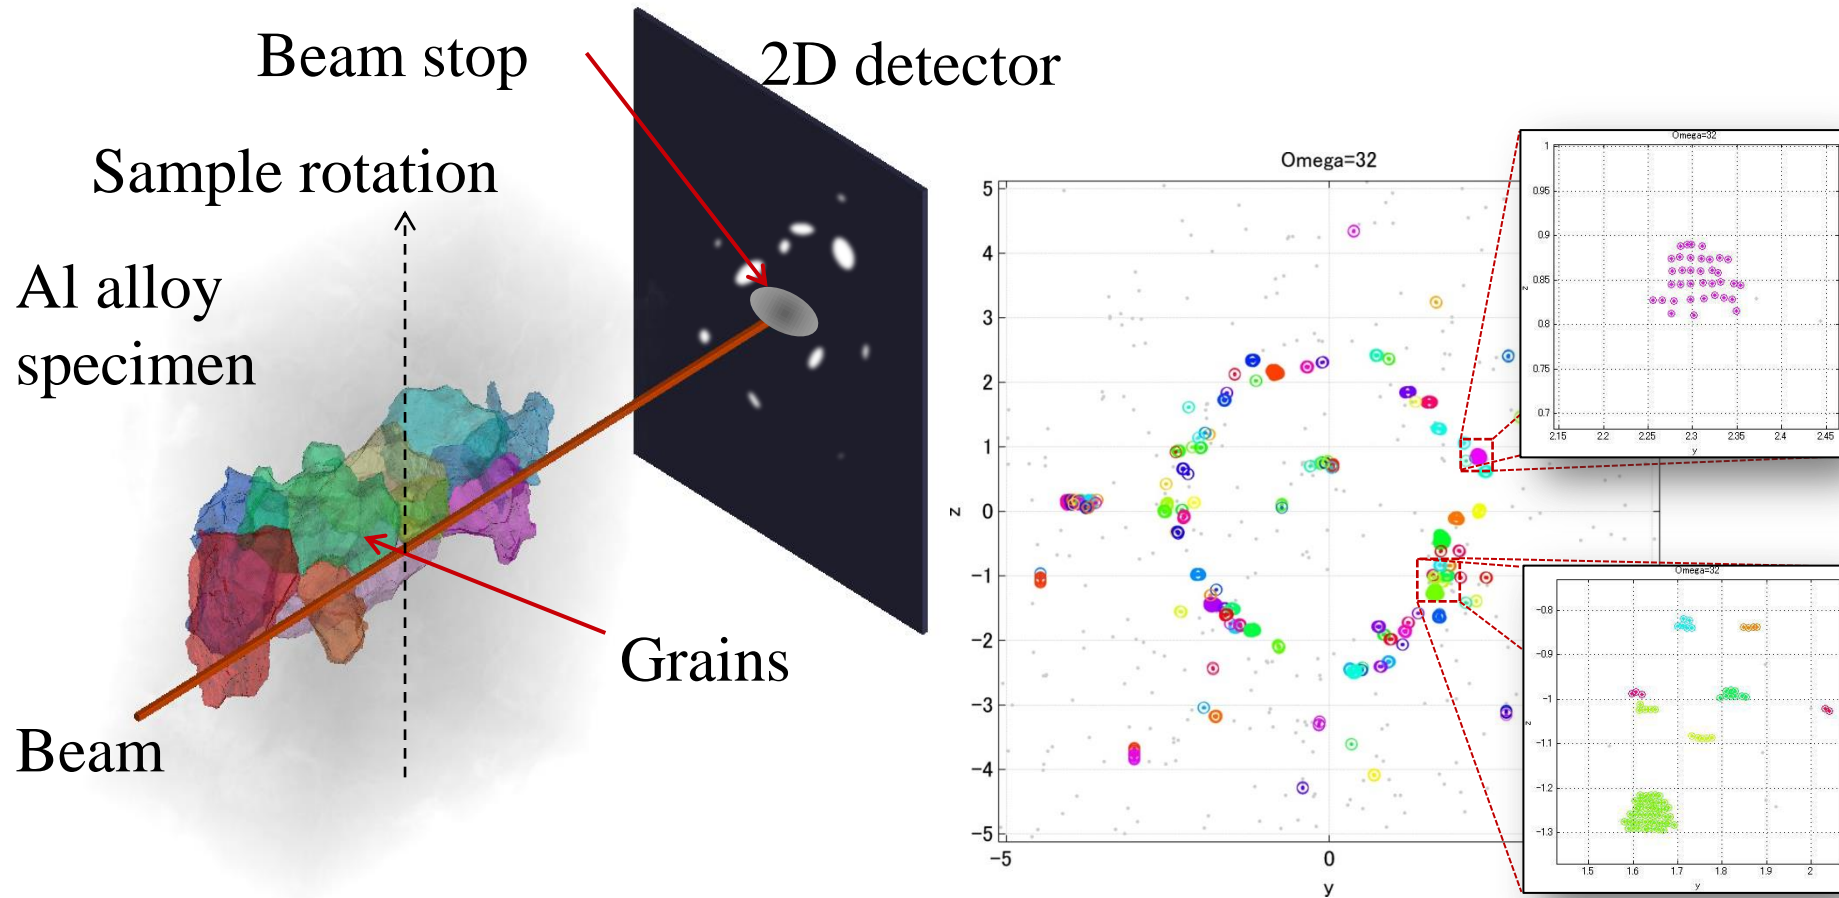 Beam stop
2D detector
Sample rotation
Al alloy
specimen
Grains
Beam
Omega=32
5
4
3
2
1
0
−1
−2
−3
−4
−5
z
−5
0
y
Omega=32
1
0.95
0.9
0.85
0.8
0.75
0.7
z
2.15
2.2
2.25
2.3
2.35
2.4
2.45
y
Omega=32
−0.8
−0.9
−1
−1.1
−1.2
−1.3
z
1.5
1.6
1.7
1.8
1.9
2
y